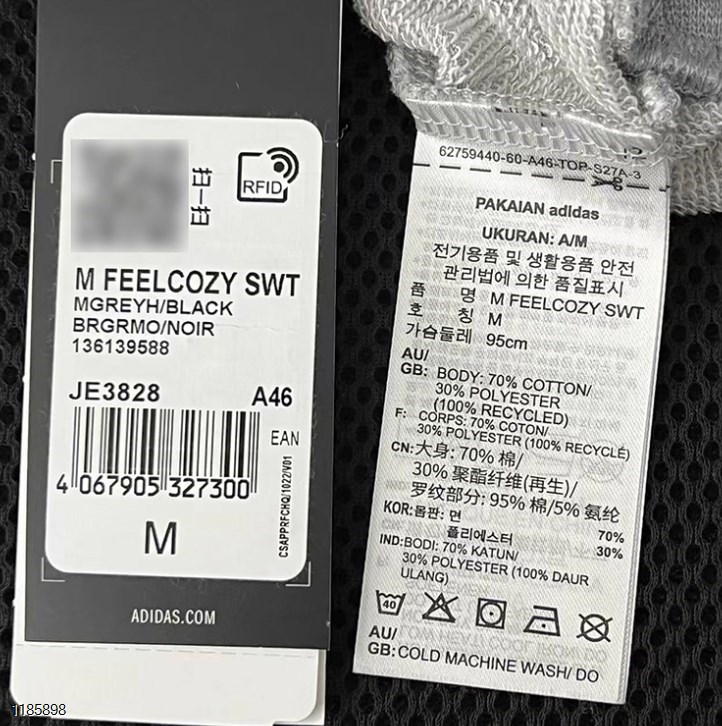 RFID
M FEELCOZY SWT
MGREYH/BLACK
BRGRMO/NOIR
136139588
JE3828 A46
EAN
4 067905 327300
CSAPPRFCHQ/1022/V01
M
ADIDAS.COM
1185898
62759440-60-A46-TOP-S27A-3
PAKAIAN adidas
UKURAN: A/M
전기용품 및 생활용품 안전
관리법에 의한 품질표시
품 명 M FEELCOZY SWT
호 칭 M
가슴둘레 95cm
AU/
GB: BODY: 70% COTTON/
30% POLYESTER
(100% RECYCLED)
F: CORPS: 70% COTON/
30% POLYESTER (100% RECYCLÉ)
CN:大身: 70% 棉/
30% 聚酯纤维(再生)/
罗纹部分: 95% 棉/5% 氨纶
KOR:몸판: 면 70%
폴리에스터 30%
IND:BODI: 70% KATUN/
30% POLYESTER (100% DAUR
ULANG)
40
AU/
GB:COLD MACHINE WASH/ DO